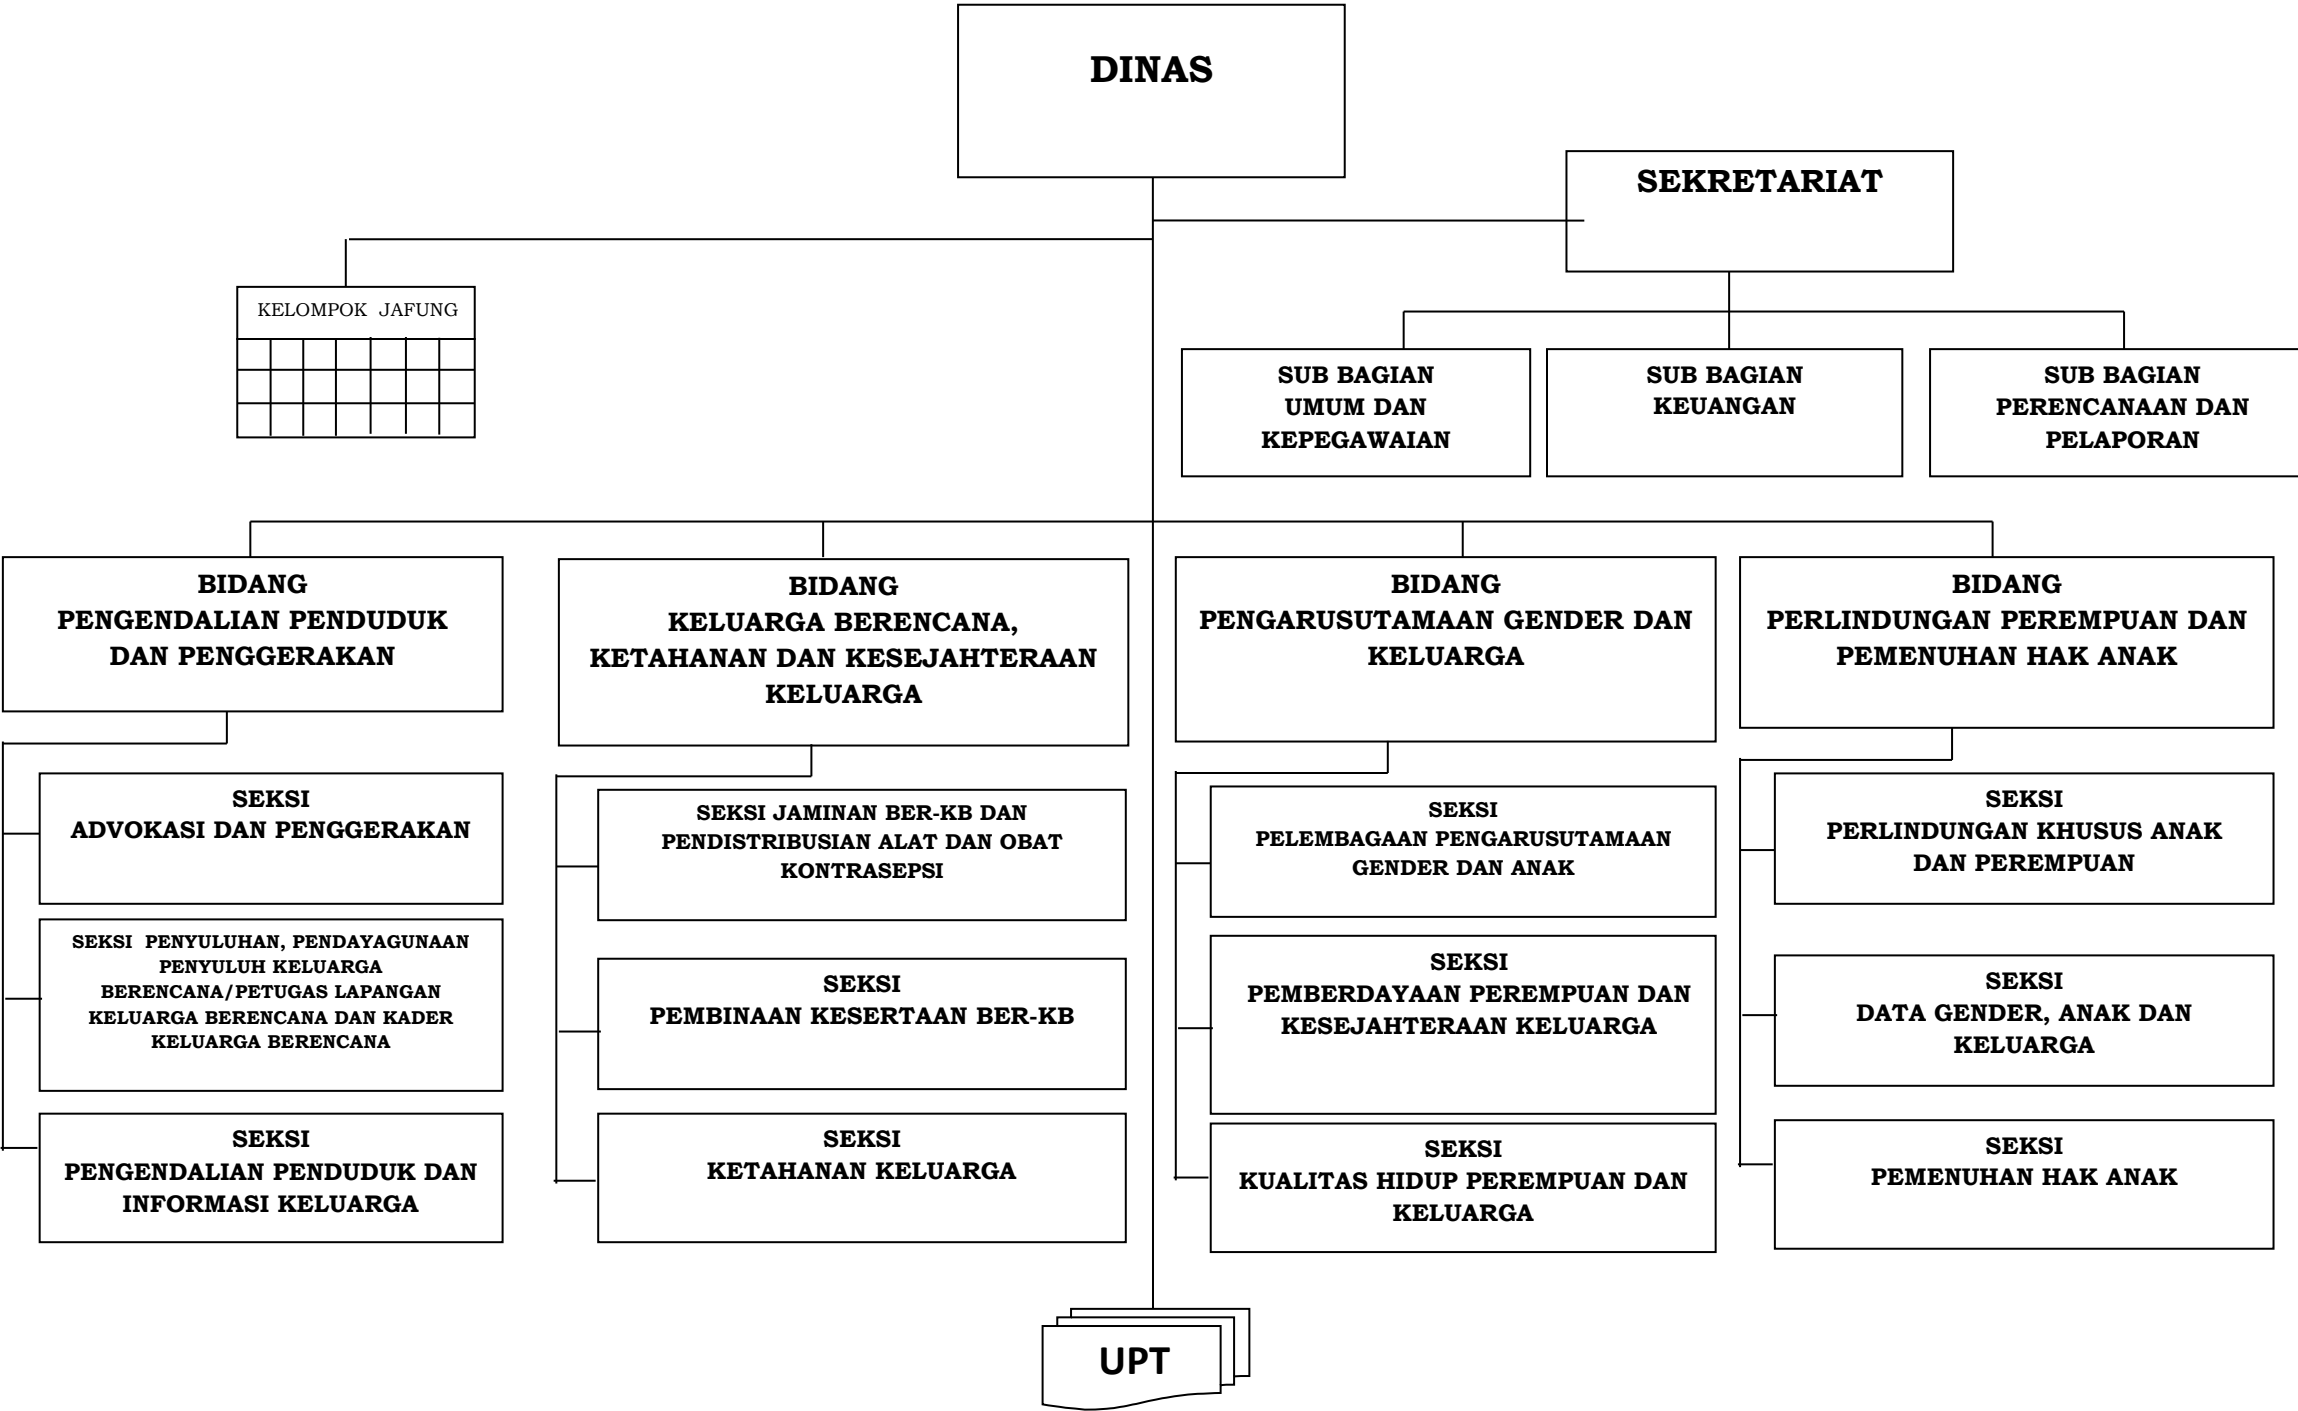 DINAS
SEKRETARIAT
KELOMPOK JAFUNG
SUB BAGIAN
UMUM DAN
KEPEGAWAIAN
SUB BAGIAN
KEUANGAN
SUB BAGIAN
PERENCANAAN DAN
PELAPORAN
BIDANG
PENGENDALIAN PENDUDUK
DAN PENGGERAKAN
BIDANG
KELUARGA BERENCANA,
KETAHANAN DAN KESEJAHTERAAN
KELUARGA
BIDANG
PENGARUSUTAMAAN GENDER DAN
KELUARGA
BIDANG
PERLINDUNGAN PEREMPUAN DAN
PEMENUHAN HAK ANAK
SEKSI
ADVOKASI DAN PENGGERAKAN
SEKSI PENYULUHAN, PENDAYAGUNAAN
PENYULUH KELUARGA
BERENCANA/PETUGAS LAPANGAN
KELUARGA BERENCANA DAN KADER
KELUARGA BERENCANA
SEKSI
PENGENDALIAN PENDUDUK DAN
INFORMASI KELUARGA
SEKSI JAMINAN BER-KB DAN
PENDISTRIBUSIAN ALAT DAN OBAT
KONTRASEPSI
SEKSI
PEMBINAAN KESERTAAN BER-KB
SEKSI
KETAHANAN KELUARGA
SEKSI
PELEMBAGAAN PENGARUSUTAMAAN
GENDER DAN ANAK
SEKSI
PEMBERDAYAAN PEREMPUAN DAN
KESEJAHTERAAN KELUARGA
SEKSI
KUALITAS HIDUP PEREMPUAN DAN
KELUARGA
SEKSI
PERLINDUNGAN KHUSUS ANAK
DAN PEREMPUAN
SEKSI
DATA GENDER, ANAK DAN
KELUARGA
SEKSI
PEMENUHAN HAK ANAK
UPT